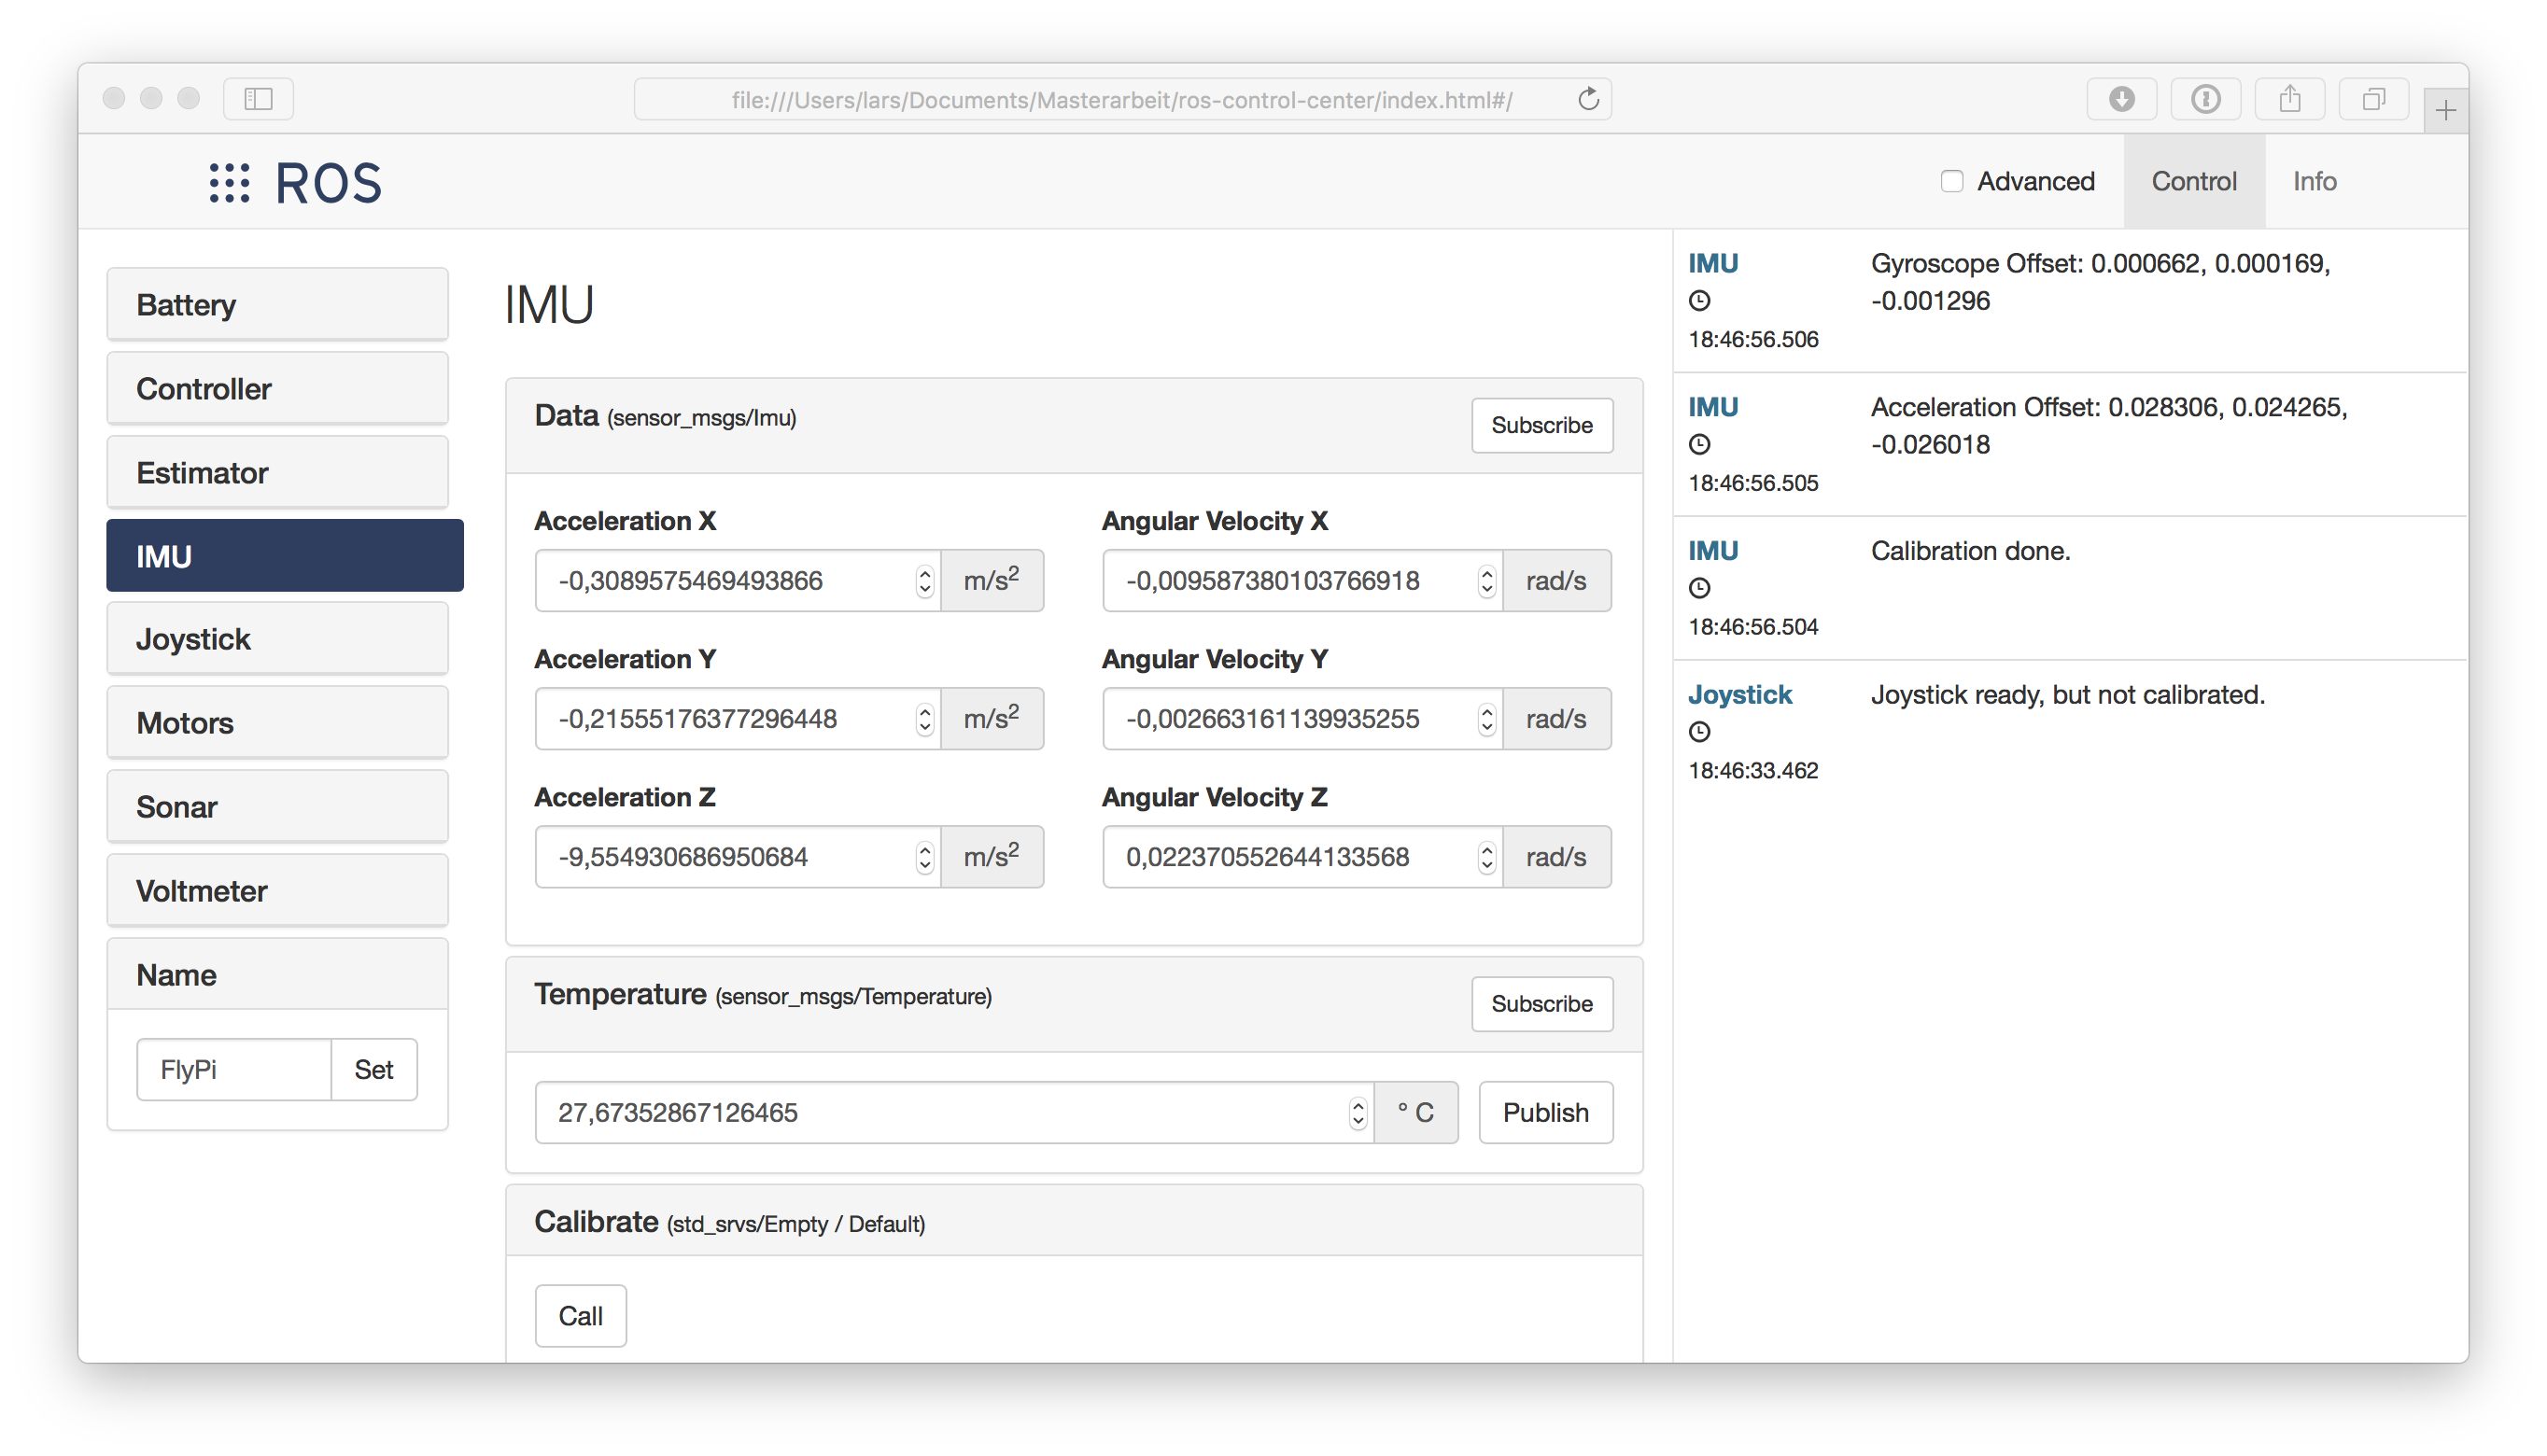 file:///Users/lars/Documents/Masterarbeit/ros-control-center/index.html#/
ROS
Advanced
Control
Info
Battery
Controller
Estimator
IMU
Joystick
Motors
Sonar
Voltmeter
Name
FlyPi
Set
IMU
Data (sensor_msgs/Imu)
Subscribe
Acceleration X
-0,3089575469493866
m/s²
Angular Velocity X
-0,009587380103766918
rad/s
Acceleration Y
-0,21555176377296448
m/s²
Angular Velocity Y
-0,002663161139935255
rad/s
Acceleration Z
-9,554930686950684
m/s²
Angular Velocity Z
0,022370552644133568
rad/s
Temperature (sensor_msgs/Temperature)
Subscribe
27,67352867126465
° C
Publish
Calibrate (std_srvs/Empty / Default)
Call
IMU
Gyroscope Offset: 0.000662, 0.000169,
-0.001296
18:46:56.506
IMU
Acceleration Offset: 0.028306, 0.024265,
-0.026018
18:46:56.505
IMU
Calibration done.
18:46:56.504
Joystick
Joystick ready, but not calibrated.
18:46:33.462